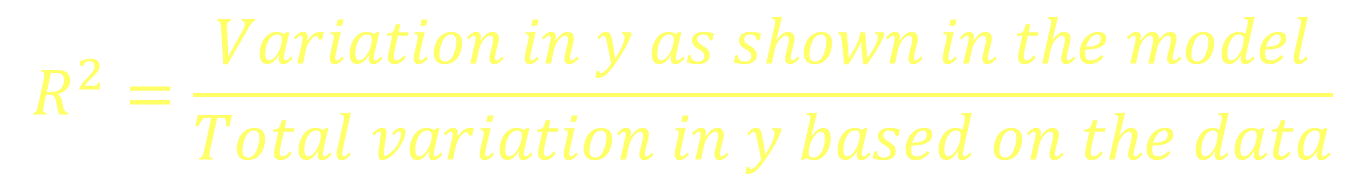 R² = Variation in y as shown in the model
Total variation in y based on the data